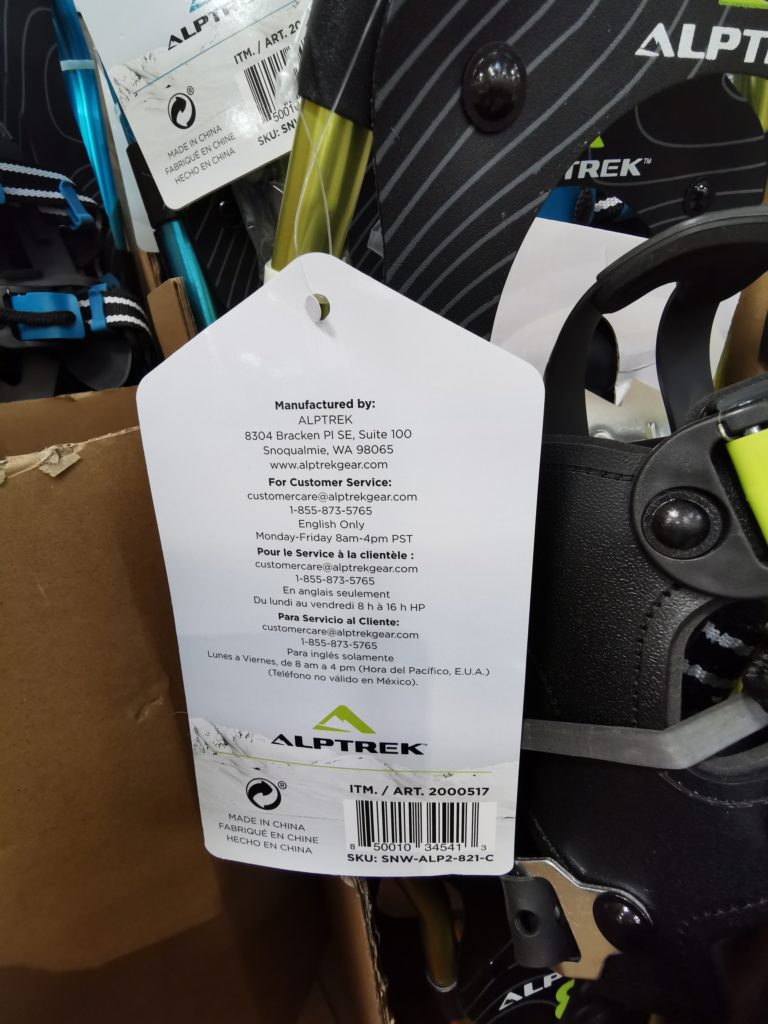 ALPTREK
ITM. / ART.
MADE IN CHINA
FABRIQUÉ EN CHINE
HECHO EN CHINA
SKU:
ALPT
TREK™
Manufactured by:
ALPTREK
8304 Bracken Pl SE, Suite 100
Snoqualmie, WA 98065
www.alptrekgear.com
For Customer Service:
customercare@alptrekgear.com
1-855-873-5765
English Only
Monday-Friday 8am-4pm PST
Pour le Service à la clientèle :
customercare@alptrekgear.com
1-855-873-5765
En anglais seulement
Du lundi au vendredi 8 h à 16 h HP
Para Servicio al Cliente:
customercare@alptrekgear.com
1-855-873-5765
Para inglés solamente
Lunes a Viernes, de 8 am a 4 pm (Hora del Pacífico, E.U.A.)
(Teléfono no válido en México).
ALPTREK™
ITM. / ART. 2000517
MADE IN CHINA
FABRIQUÉ EN CHINE
HECHO EN CHINA
8 50010 34541 3
SKU: SNW-ALP2-821-C
ALP